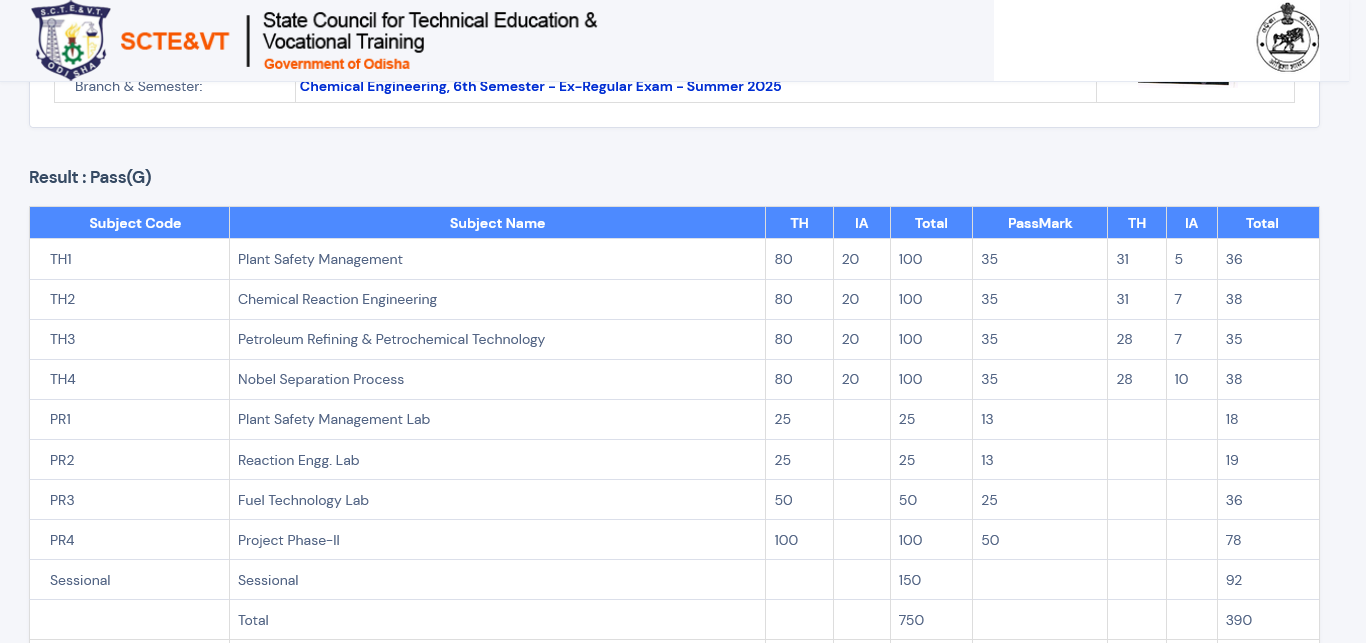 S.C.T.E.& V.T.
ODISHA
SCTE&VT
State Council for Technical Education &
Vocational Training
Government of Odisha
Branch & Semester: Chemical Engineering, 6th Semester - Ex-Regular Exam - Summer 2025
Result : Pass(G)
Subject Code Subject Name TH IA Total PassMark TH IA Total
TH1 Plant Safety Management 80 20 100 35 31 5 36
TH2 Chemical Reaction Engineering 80 20 100 35 31 7 38
TH3 Petroleum Refining & Petrochemical Technology 80 20 100 35 28 7 35
TH4 Nobel Separation Process 80 20 100 35 28 10 38
PR1 Plant Safety Management Lab 25 25 13 18
PR2 Reaction Engg. Lab 25 25 13 19
PR3 Fuel Technology Lab 50 50 25 36
PR4 Project Phase-II 100 100 50 78
Sessional Sessional 150 92
Total 750 390